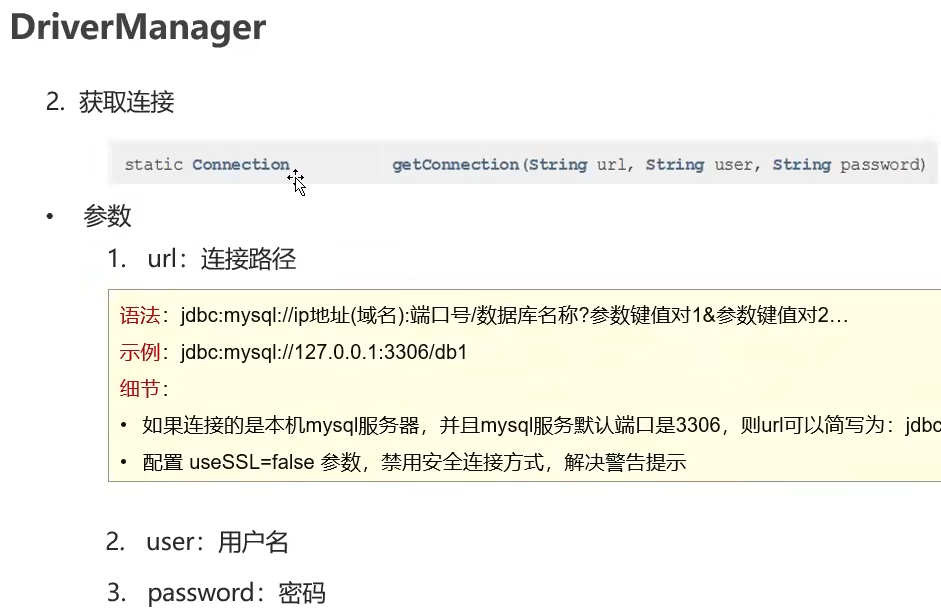 DriverManager
2. 获取连接
static Connection getConnection(String url, String user, String password)
• 参数
1. url：连接路径
语法：jdbc:mysql://ip地址(域名):端口号/数据库名称?参数键值对1&参数键值对2…
示例：jdbc:mysql://127.0.0.1:3306/db1
细节：
• 如果连接的是本机mysql服务器，并且mysql服务默认端口是3306，则url可以简写为：jdbc
• 配置 useSSL=false 参数，禁用安全连接方式，解决警告提示
2. user：用户名
3. password：密码